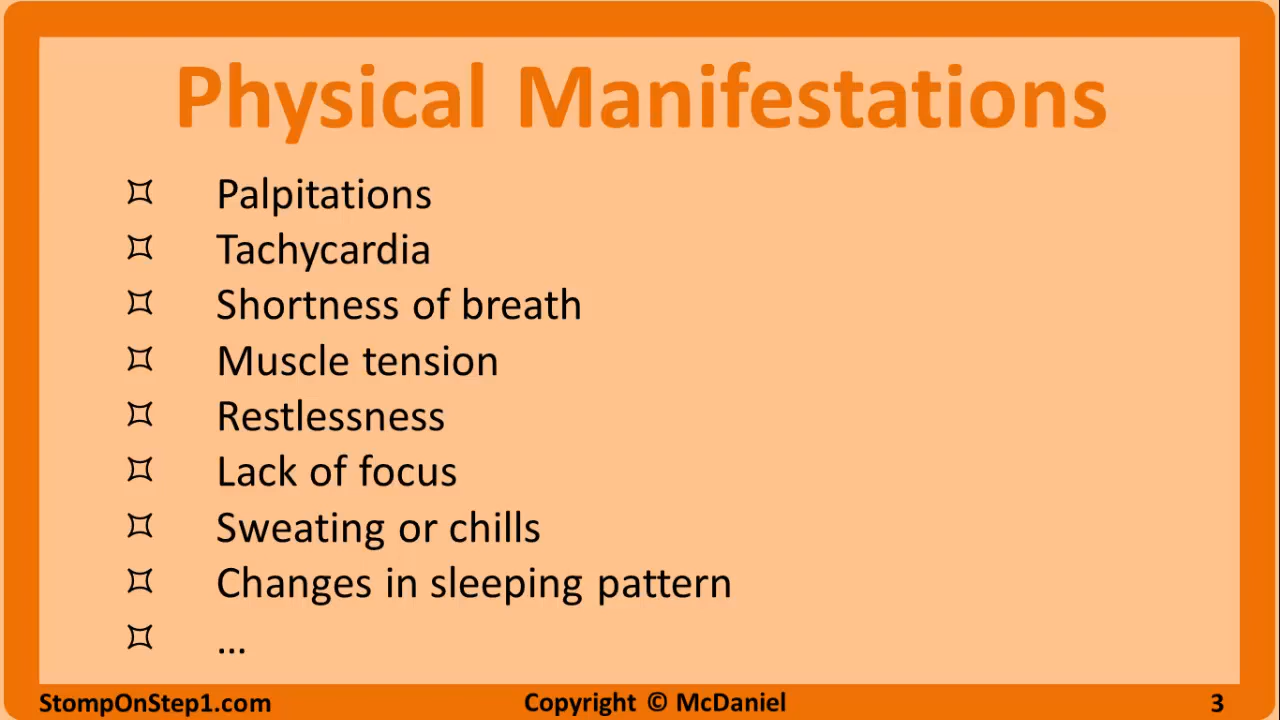 Physical Manifestations
Palpitations
Tachycardia
Shortness of breath
Muscle tension
Restlessness
Lack of focus
Sweating or chills
Changes in sleeping pattern
...
StompOnStep1.com
Copyright © McDaniel
3